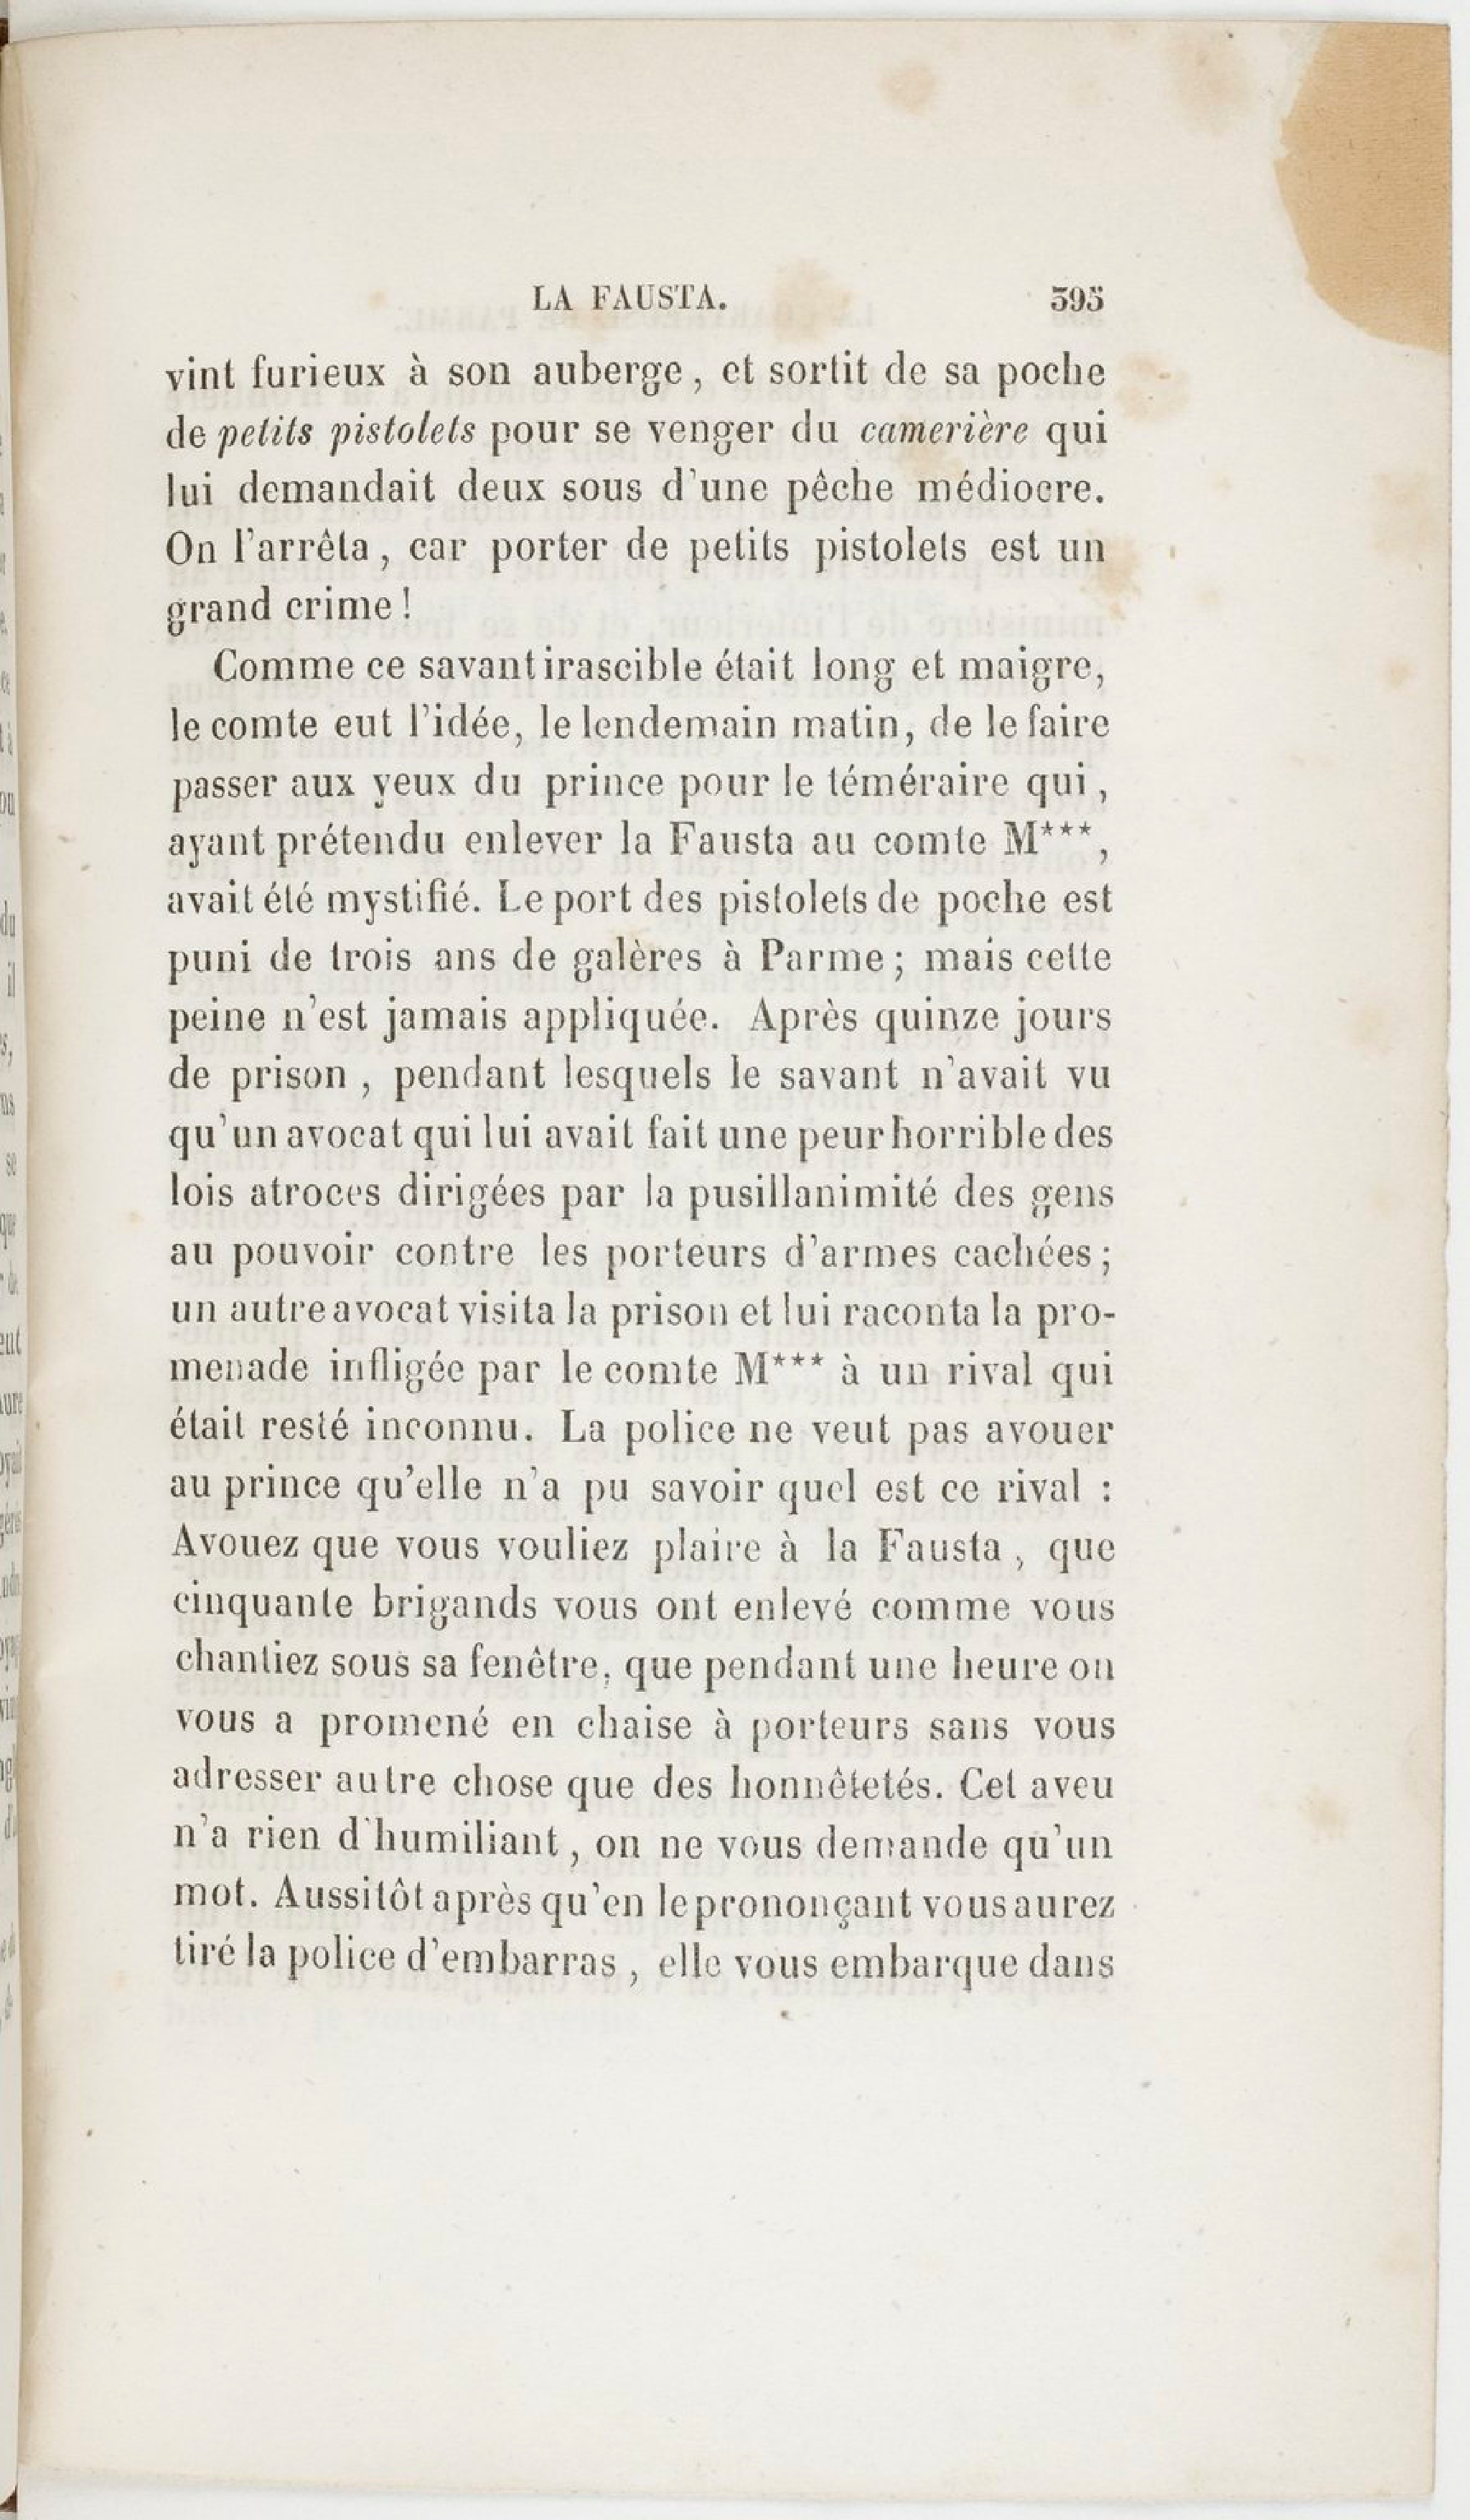 LA FAUSTA. 395
vint furieux à son auberge, et sortit de sa poche
de petits pistolets pour se venger du camerière qui
lui demandait deux sous d'une pêche médiocre.
On l'arrêta, car porter de petits pistolets est un
grand crime !
Comme ce savant irascible était long et maigre,
le comte eut l'idée, le lendemain matin, de le faire
passer aux yeux du prince pour le téméraire qui,
ayant prétendu enlever la Fausta au comte M***,
avait été mystifié. Le port des pistolets de poche est
puni de trois ans de galères à Parme; mais cette
peine n'est jamais appliquée. Après quinze jours
de prison, pendant lesquels le savant n'avait vu
qu'un avocat qui lui avait fait une peur horrible des
lois atroces dirigées par la pusillanimité des gens
au pouvoir contre les porteurs d'armes cachées;
un autre avocat visita la prison et lui raconta la pro-
menade infligée par le comte M*** à un rival qui
était resté inconnu. La police ne veut pas avouer
au prince qu'elle n'a pu savoir quel est ce rival :
Avouez que vous vouliez plaire à la Fausta, que
cinquante brigands vous ont enlevé comme vous
chantiez sous sa fenêtre, que pendant une heure on
vous a promené en chaise à porteurs sans vous
adresser autre chose que des honnêtetés. Cet aveu
n'a rien d'humiliant, on ne vous demande qu'un
mot. Aussitôt après qu'en le prononçant vous aurez
tiré la police d'embarras, elle vous embarque dans